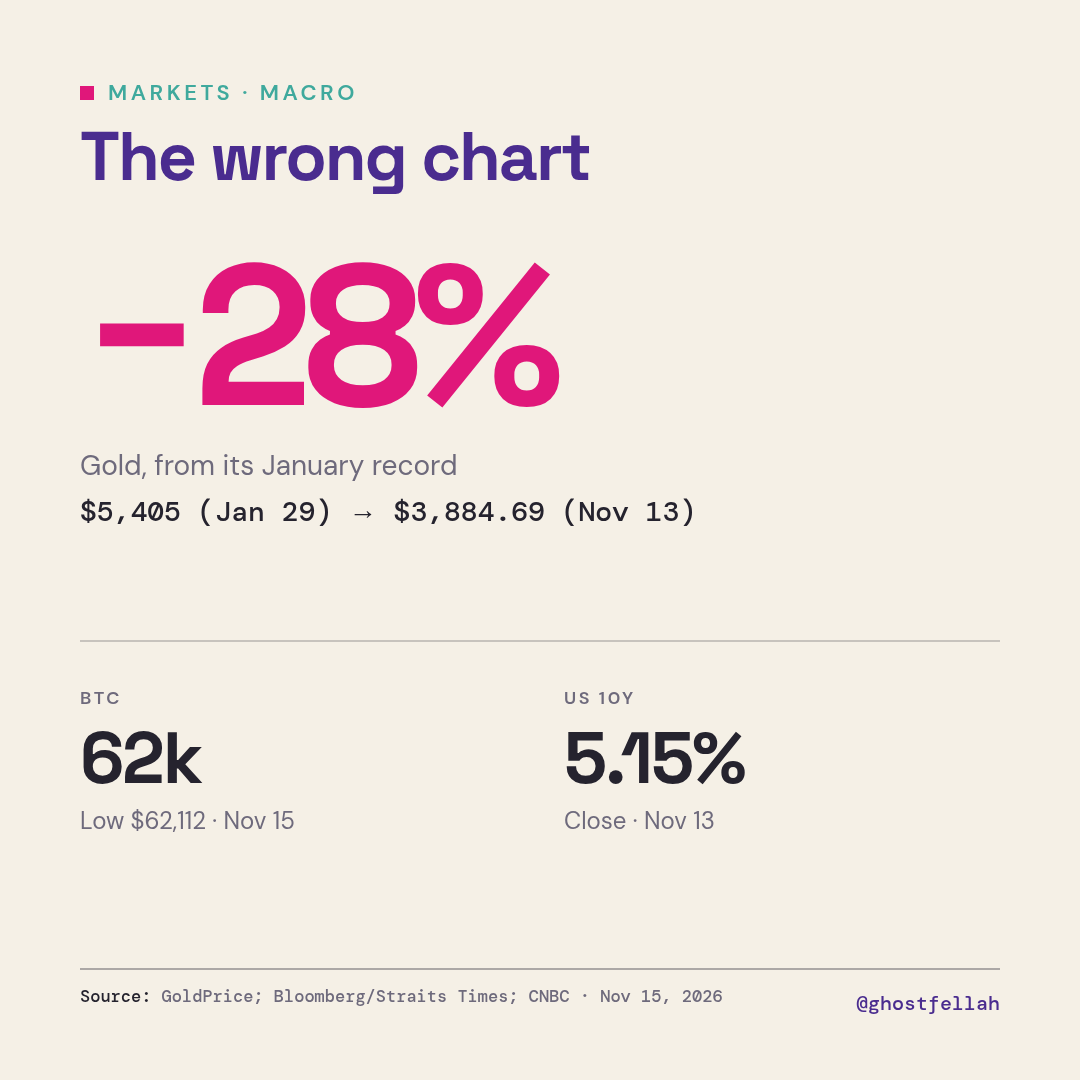 MARKETS · MACRO
The wrong chart
-28%
Gold, from its January record
$5,405 (Jan 29) → $3,884.69 (Nov 13)
BTC
62k
Low $62,112 · Nov 15
US 10Y
5.15%
Close · Nov 13
Source: GoldPrice; Bloomberg/Straits Times; CNBC · Nov 15, 2026
@ghostfellah